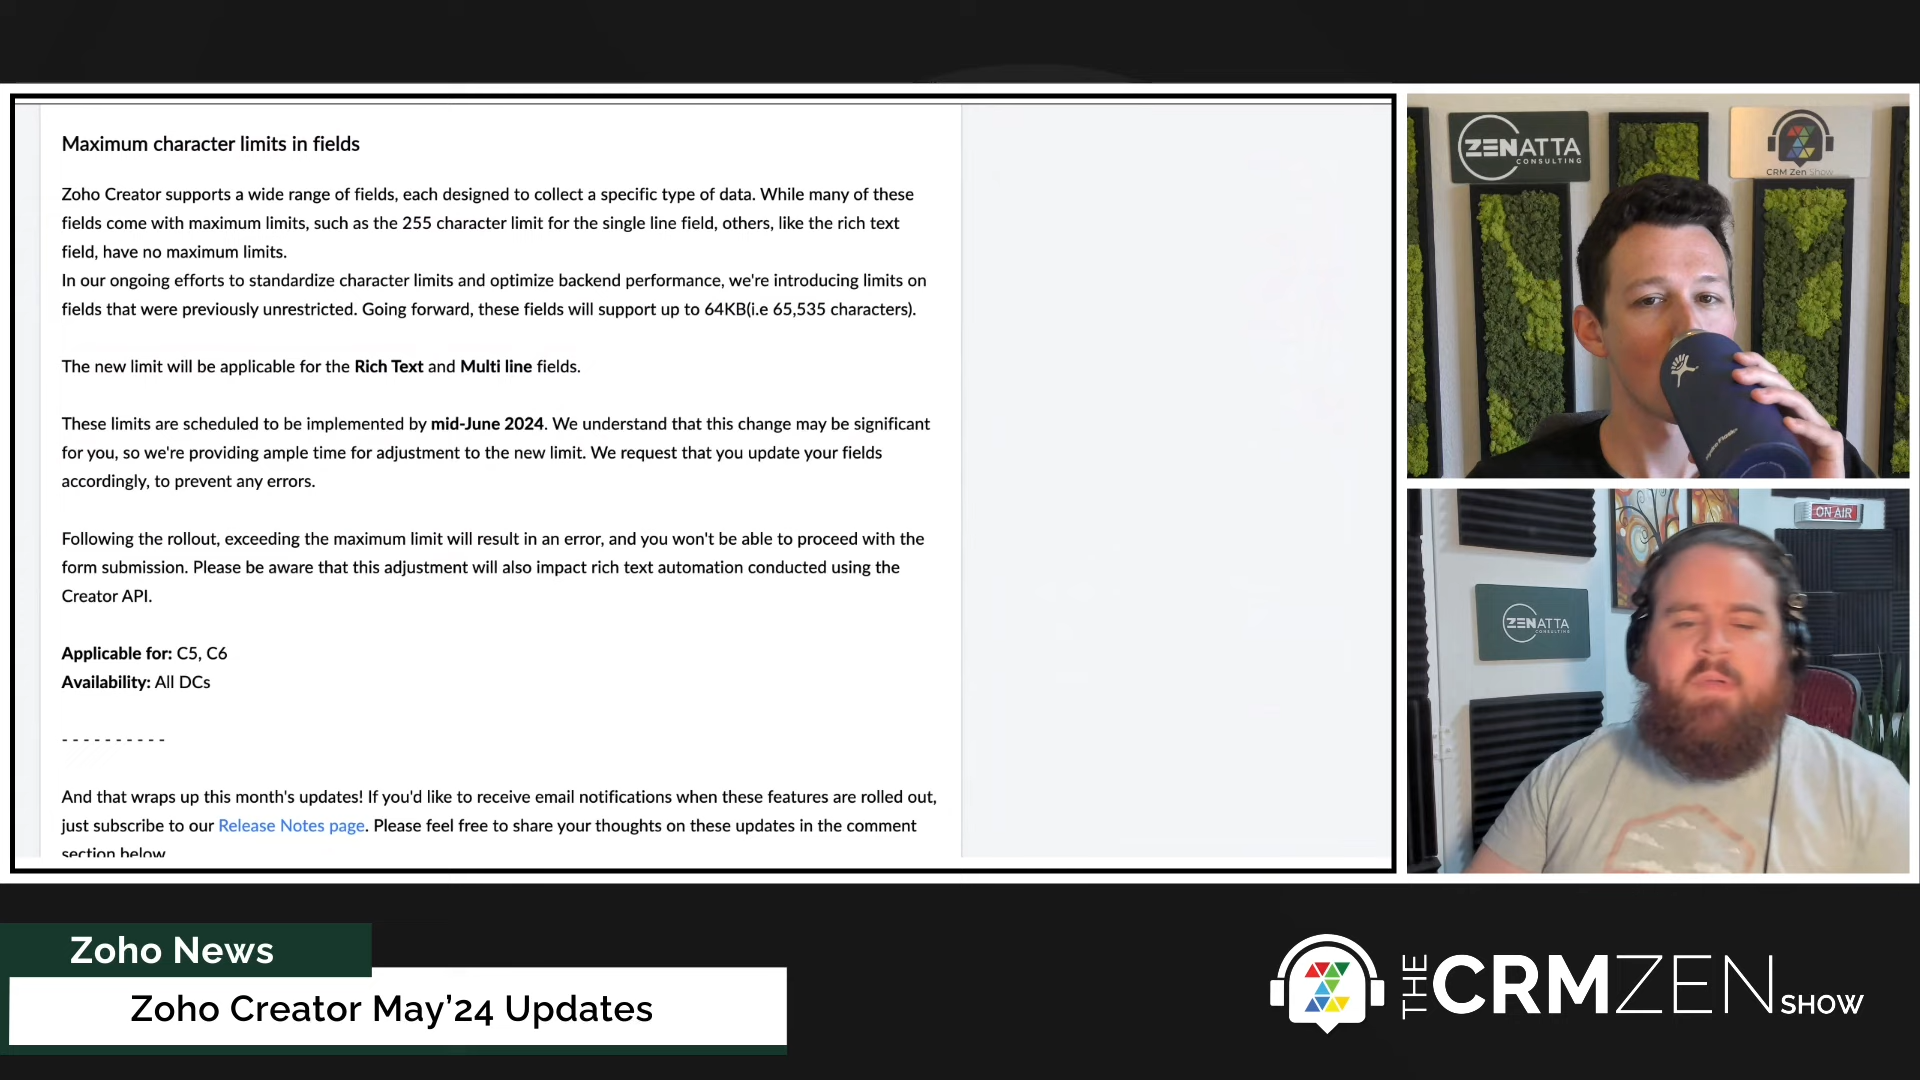 Maximum character limits in fields
Zoho Creator supports a wide range of fields, each designed to collect a specific type of data. While many of these
fields come with maximum limits, such as the 255 character limit for the single line field, others, like the rich text
field, have no maximum limits.
In our ongoing efforts to standardize character limits and optimize backend performance, we're introducing limits on
fields that were previously unrestricted. Going forward, these fields will support up to 64KB(i.e 65,535 characters).
The new limit will be applicable for the Rich Text and Multi line fields.
These limits are scheduled to be implemented by mid-June 2024. We understand that this change may be significant
for you, so we're providing ample time for adjustment to the new limit. We request that you update your fields
accordingly, to prevent any errors.
Following the rollout, exceeding the maximum limit will result in an error, and you won't be able to proceed with the
form submission. Please be aware that this adjustment will also impact rich text automation conducted using the
Creator API.
Applicable for: C5, C6
Availability: All DCs
- - - - - - - - - -
And that wraps up this month's updates! If you'd like to receive email notifications when these features are rolled out,
just subscribe to our Release Notes page. Please feel free to share your thoughts on these updates in the comment
section below
ZENATTA
CONSULTING
CRM Zen Show
Hydro Flask
ON AIR
ZENATTA
CONSULTING
Zoho News
Zoho Creator May'24 Updates
THE CRMZEN SHOW